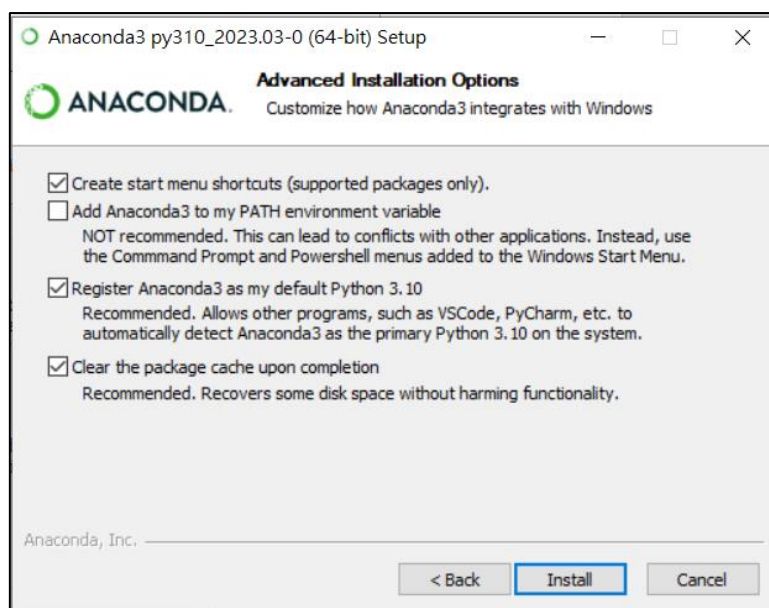 Anaconda3 py310_2023.03-0 (64-bit) Setup
ANACONDA.
Advanced Installation Options
Customize how Anaconda3 integrates with Windows
Create start menu shortcuts (supported packages only).
Add Anaconda3 to my PATH environment variable
NOT recommended. This can lead to conflicts with other applications. Instead, use
the Commmand Prompt and Powershell menus added to the Windows Start Menu.
Register Anaconda3 as my default Python 3.10
Recommended. Allows other programs, such as VSCode, PyCharm, etc. to
automatically detect Anaconda3 as the primary Python 3.10 on the system.
Clear the package cache upon completion
Recommended. Recovers some disk space without harming functionality.
Anaconda, Inc.
< Back
Install
Cancel